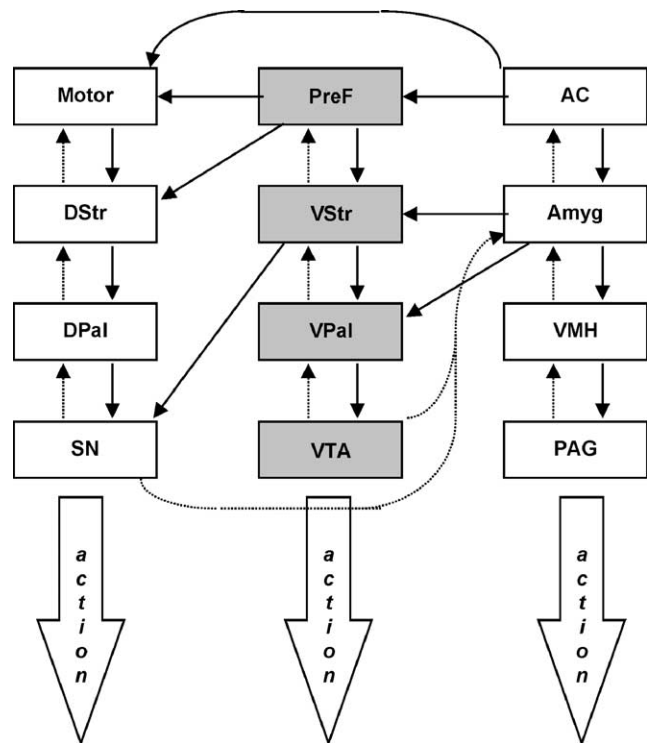 Motor PreF AC
DStr VStr Amyg
DPal VPal VMH
SN VTA PAG
action action action